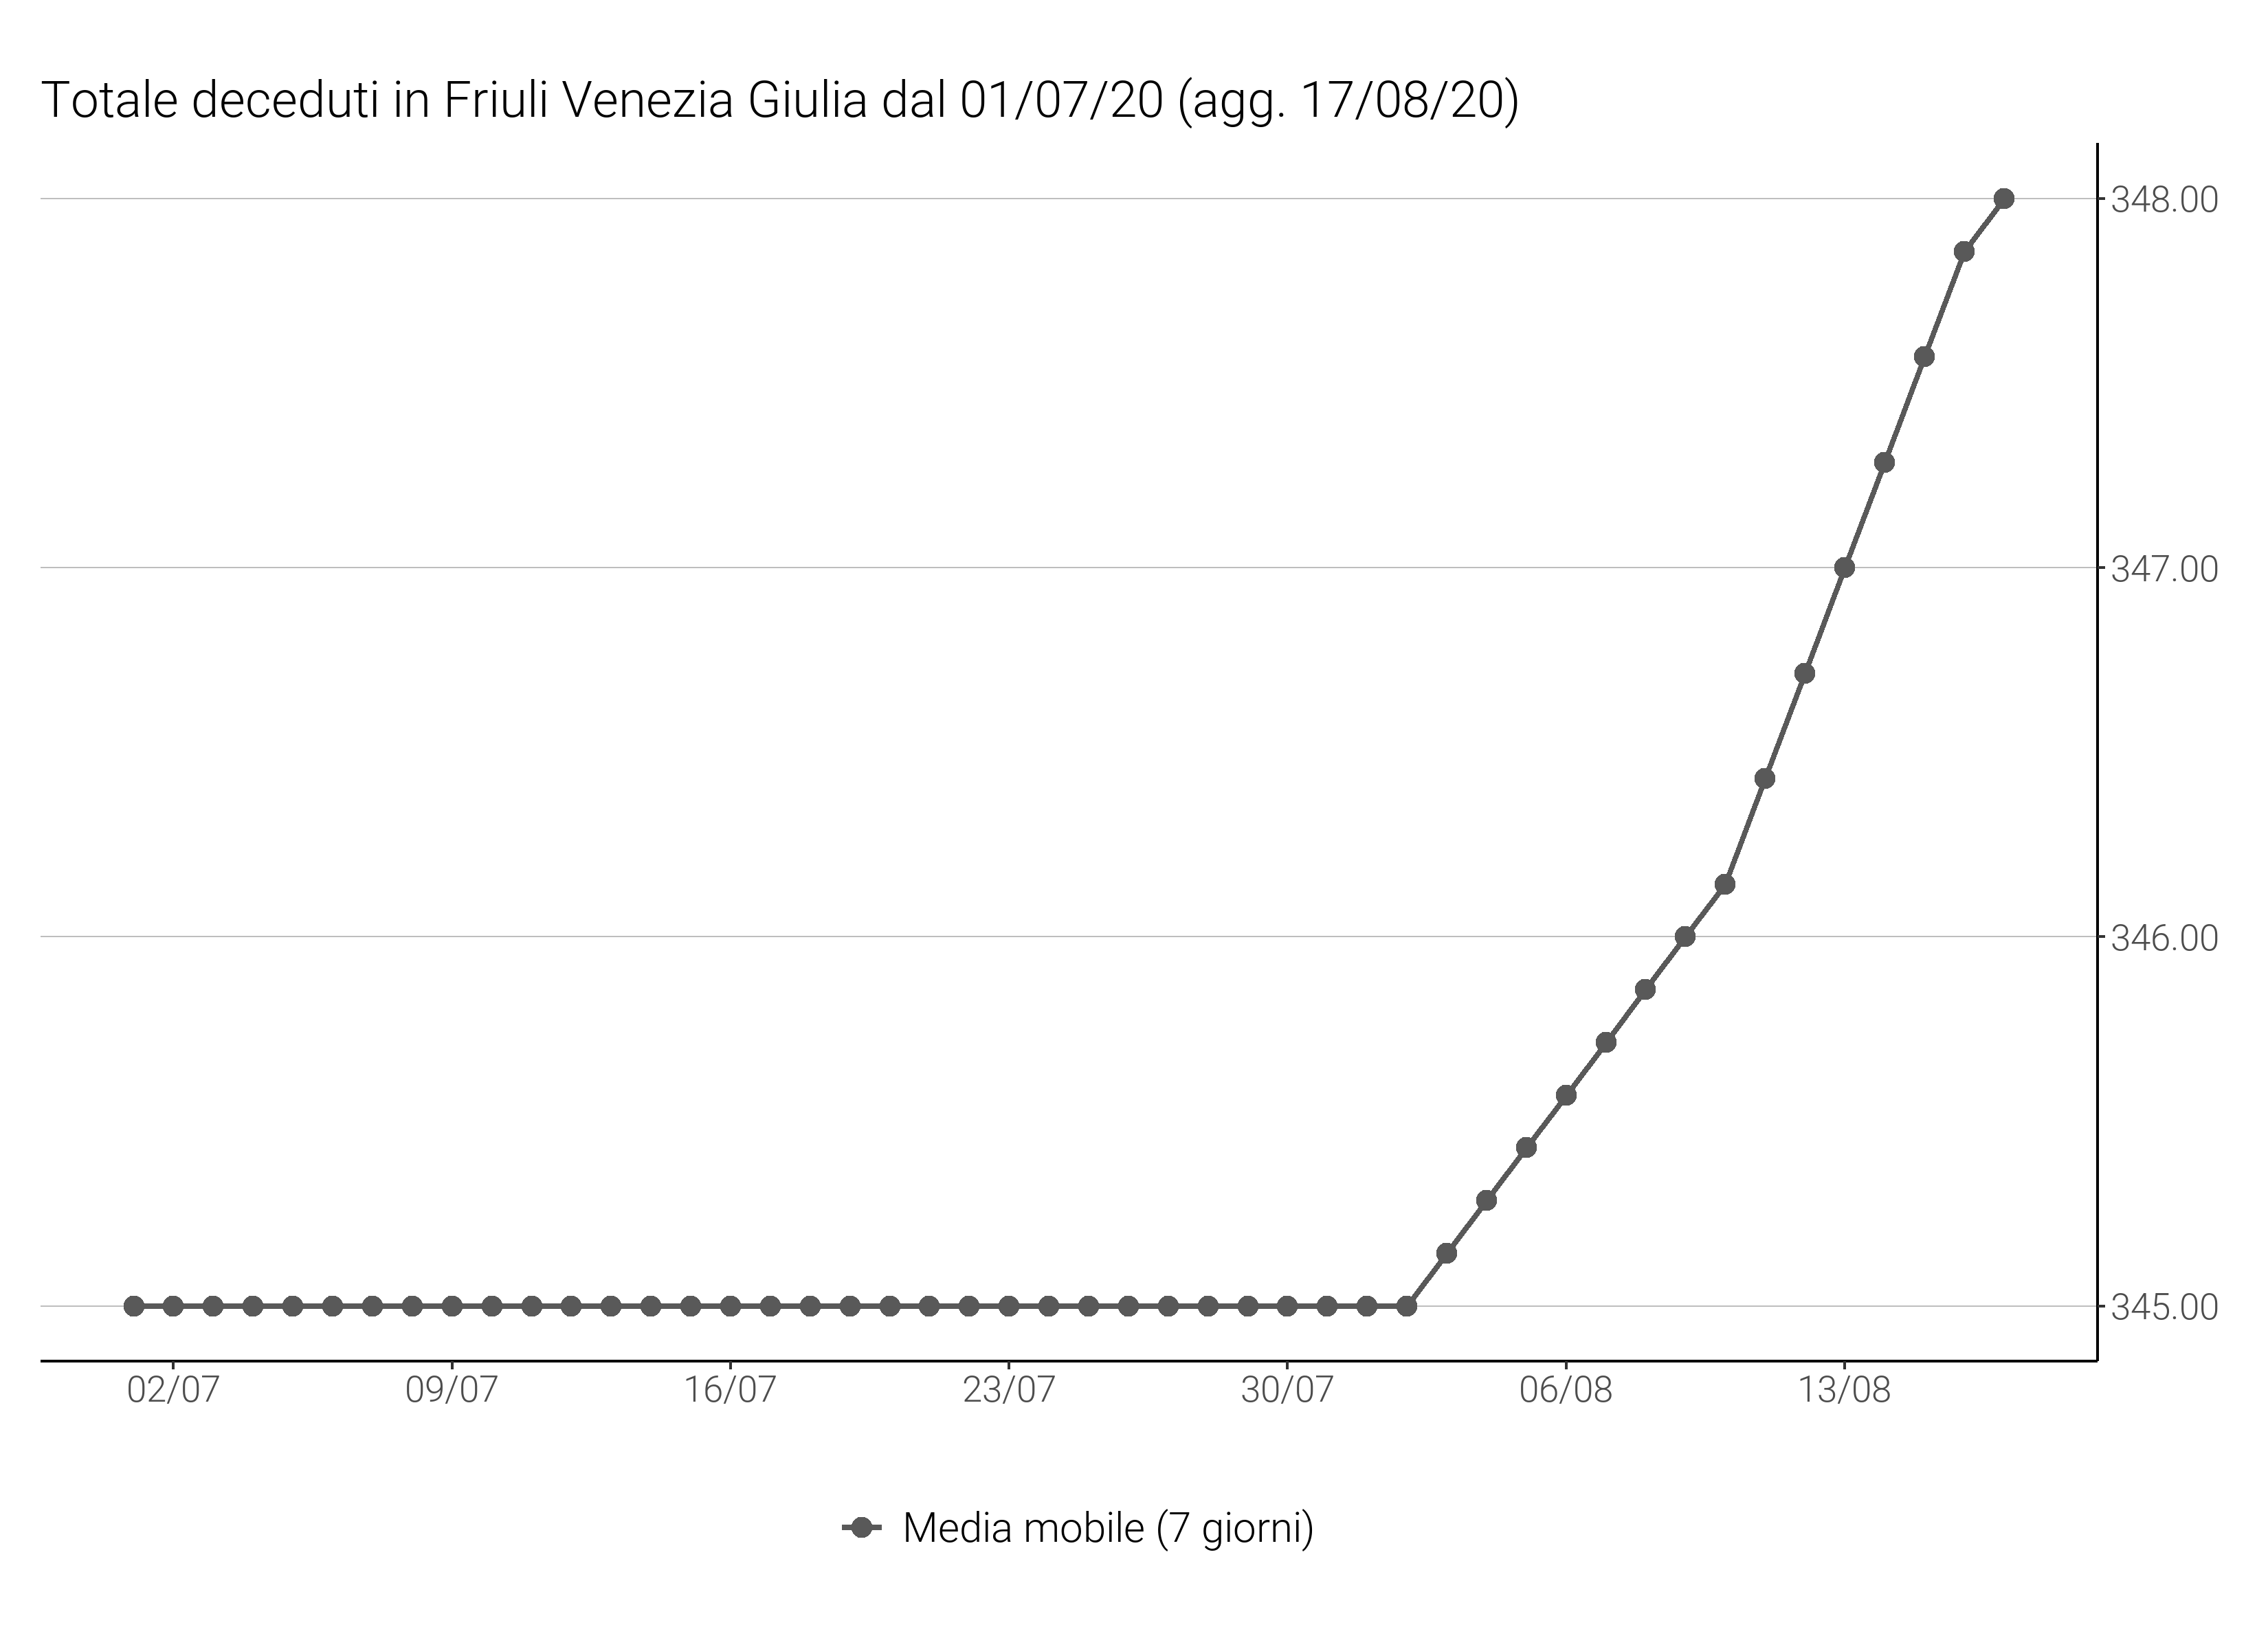 Totale deceduti in Friuli Venezia Giulia dal 01/07/20 (agg. 17/08/20)
348.00
347.00
346.00
345.00
02/07 09/07 16/07 23/07 30/07 06/08 13/08
Media mobile (7 giorni)